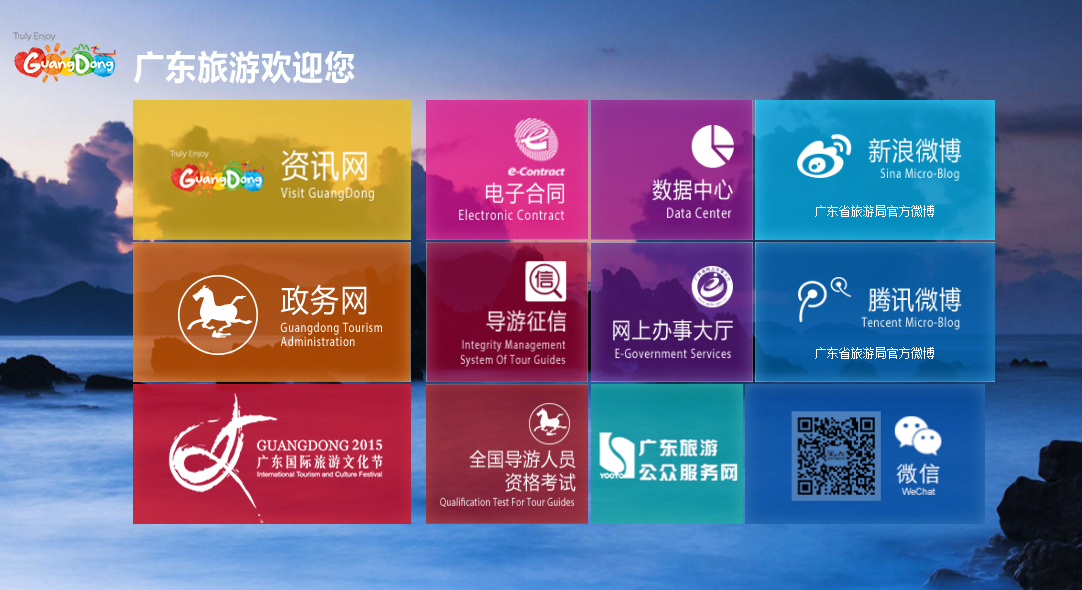 Truly Enjoy
GuangDong
广东旅游欢迎您
Truly Enjoy
GuangDong
资讯网
Visit GuangDong
e-Contract
电子合同
Electronic Contract
数据中心
Data Center
新浪微博
Sina Micro-Blog
广东省旅游局官方微博
政务网
Guangdong Tourism
Administration
信
导游征信
Integrity Management
System Of Tour Guides
网上办事大厅
E-Government Services
腾讯微博
Tencent Micro-Blog
广东省旅游局官方微博
GUANGDONG 2015
广东国际旅游文化节
International Tourism and Culture Festival
全国导游人员
资格考试
Qualification Test For Tour Guides
YOOTO
广东旅游
公众服务网
微信
WeChat